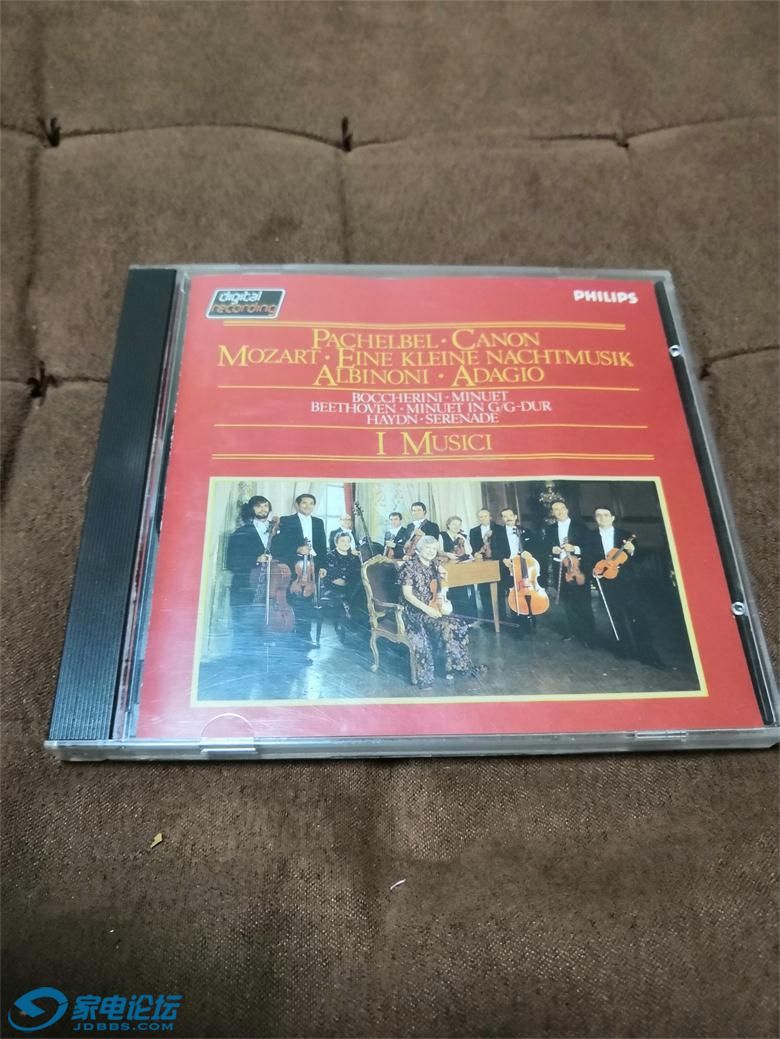 digital
recording
PHILIPS
PACHELBEL · CANON
MOZART · EINE KLEINE NACHTMUSIK
ALBINONI · ADAGIO
BOCCHERINI · MINUET
BEETHOVEN · MINUET IN G/G-DUR
HAYDN · SERENADE
I MUSICI
家电论坛
JDBBS.COM